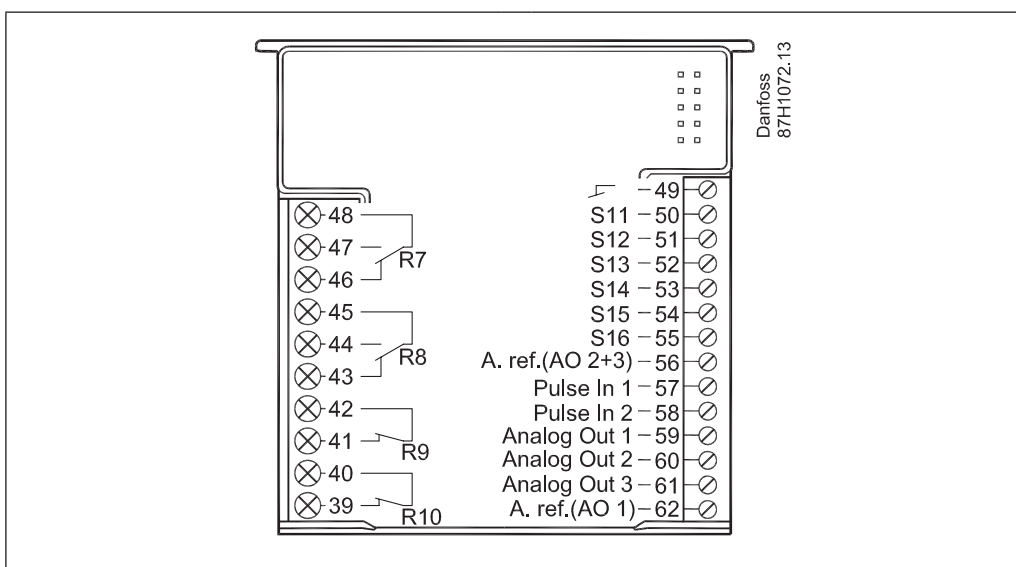 Danfoss
87H1072.13
48
47
R7
46
45
44
R8
43
42
41
R9
40
39
R10
49
S11 – 50
S12 – 51
S13 – 52
S14 – 53
S15 – 54
S16 – 55
A. ref.(AO 2+3) – 56
Pulse In 1 – 57
Pulse In 2 – 58
Analog Out 1 – 59
Analog Out 2 – 60
Analog Out 3 – 61
A. ref.(AO 1) – 62